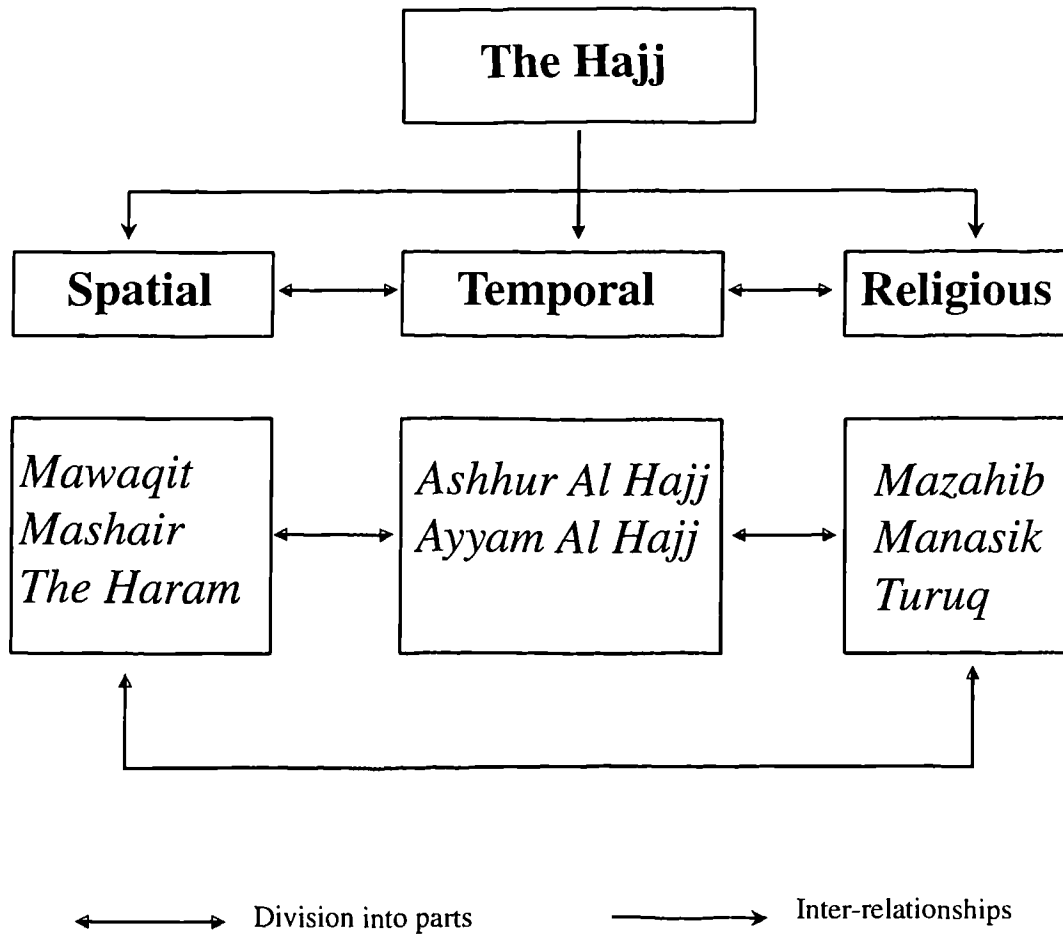 The Hajj
Spatial
Temporal
Religious
Mawaqit
Mashair
The Haram
Ashhur Al Hajj
Ayyam Al Hajj
Mazahib
Manasik
Turuq
Division into parts
Inter-relationships